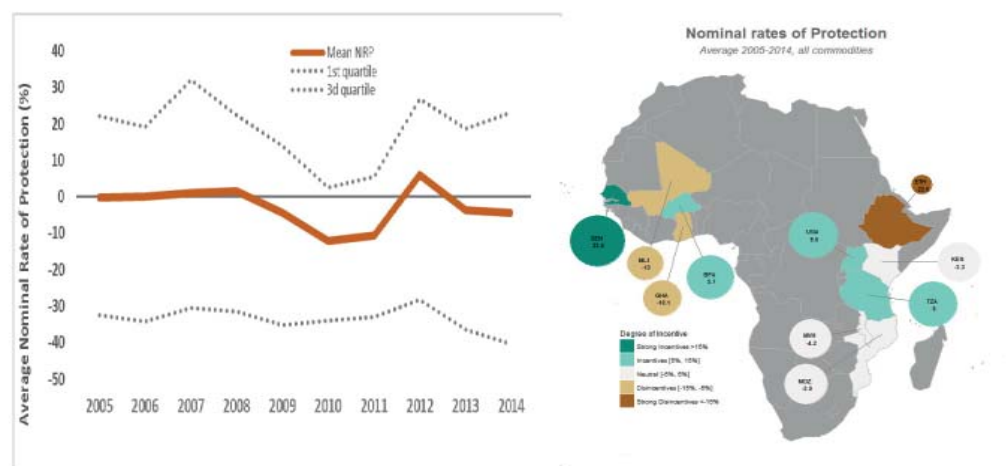 40
30
20
10
0
-10
-20
-30
-40
-50
Average Nominal Rate of Protection (%)
Mean NRP
1st quartile
3d quartile
2005 2006 2007 2008 2009 2010 2011 2012 2013 2014
Nominal rates of Protection
Average 2005-2014, all commodities
ETH
SEN
MLI
-13
GHA
-10.1
BFA
5.1
UGA
KEN
-3.3
TZA
MWI
-4.2
MOZ
Degree of Incentive
Strong Incentives >15%
Incentives [5%, 15%]
Neutral [-5%, 5%]
Disincentives [-15%, -5%]
Strong Disincentives <-15%